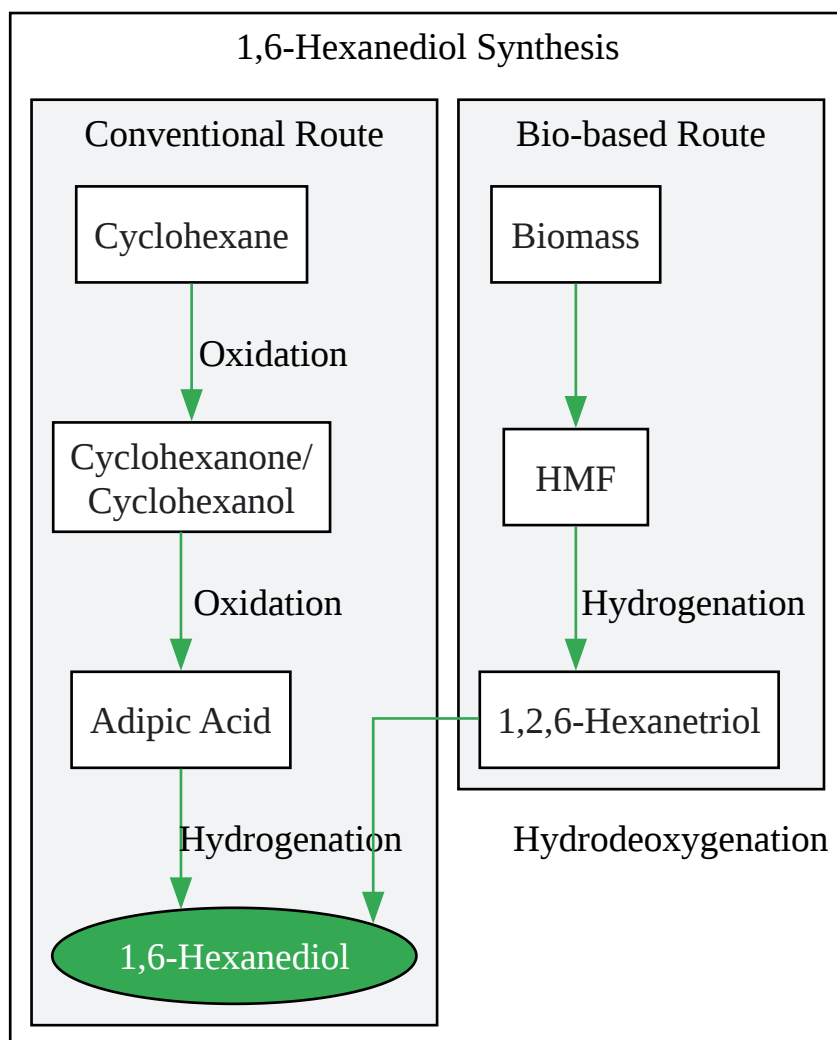 1,6-Hexanediol Synthesis
Conventional Route
Cyclohexane
Oxidation
Cyclohexanone/
Cyclohexanol
Oxidation
Adipic Acid
Hydrogenation
1,6-Hexanediol
Bio-based Route
Biomass
HMF
Hydrogenation
1,2,6-Hexanetriol
Hydrodeoxygenation